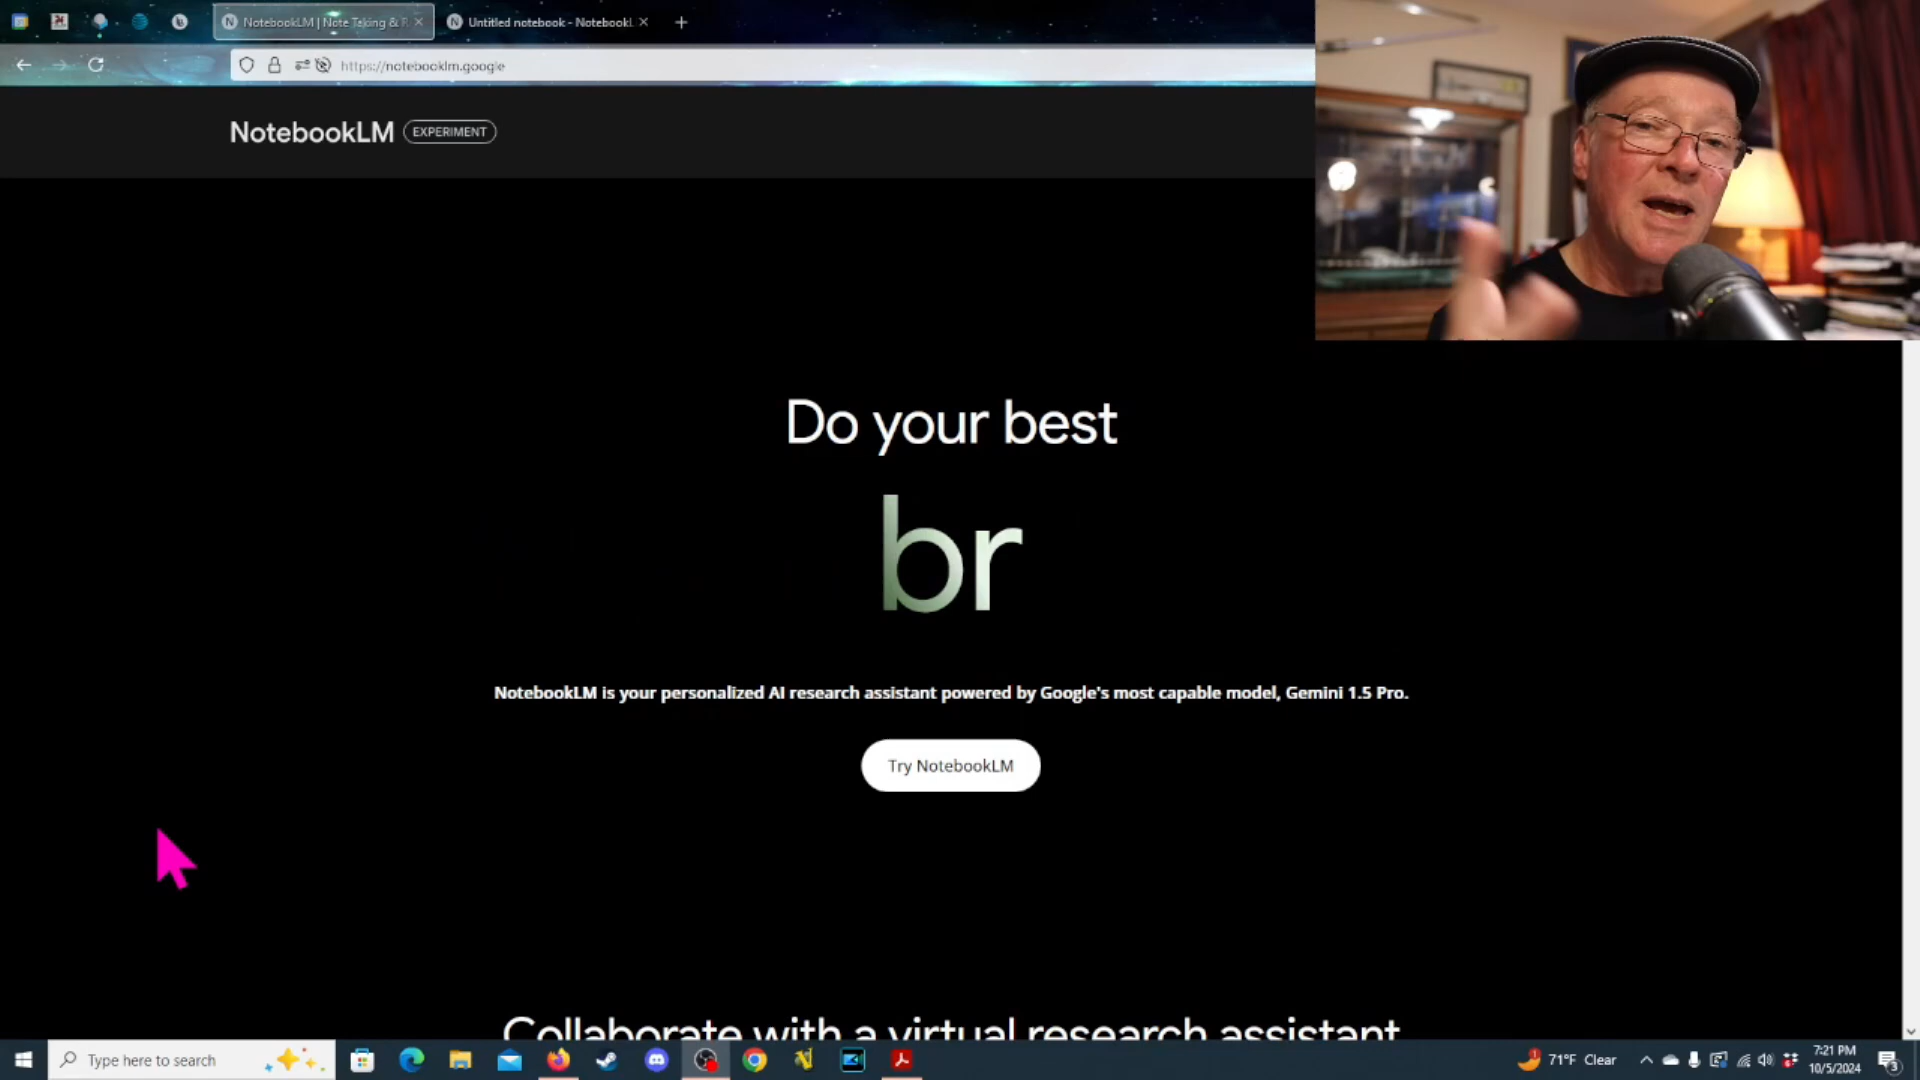 NotebookLM | Note Taking & R
Untitled notebook - NotebookL
https://notebooklm.google
NotebookLM EXPERIMENT
Do your best
br
NotebookLM is your personalized AI research assistant powered by Google's most capable model, Gemini 1.5 Pro.
Try NotebookLM
Collaborate with a virtual research assistant
Type here to search
71°F Clear
7:21 PM
10/5/2024
3